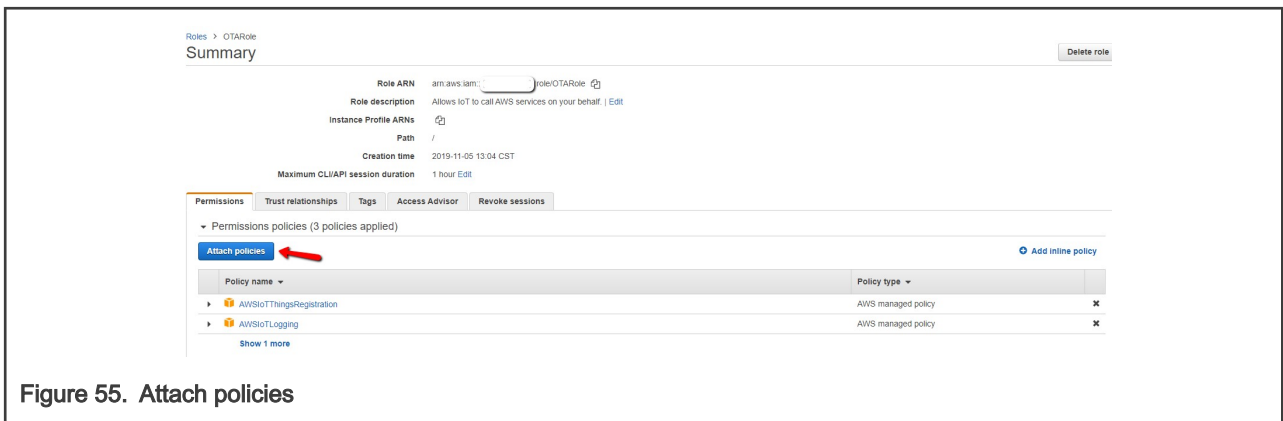 Roles > OTARole
Summary
Delete role
Role ARN arn:aws:iam:: role/OTARole
Role description Allows IoT to call AWS services on your behalf. | Edit
Instance Profile ARNs
Path /
Creation time 2019-11-05 13:04 CST
Maximum CLI/API session duration 1 hour Edit
Permissions Trust relationships Tags Access Advisor Revoke sessions
Permissions policies (3 policies applied)
Attach policies Add inline policy
Policy name Policy type
AWSIoTThingsRegistration AWS managed policy
AWSIoTLogging AWS managed policy
Show 1 more
Figure 55. Attach policies